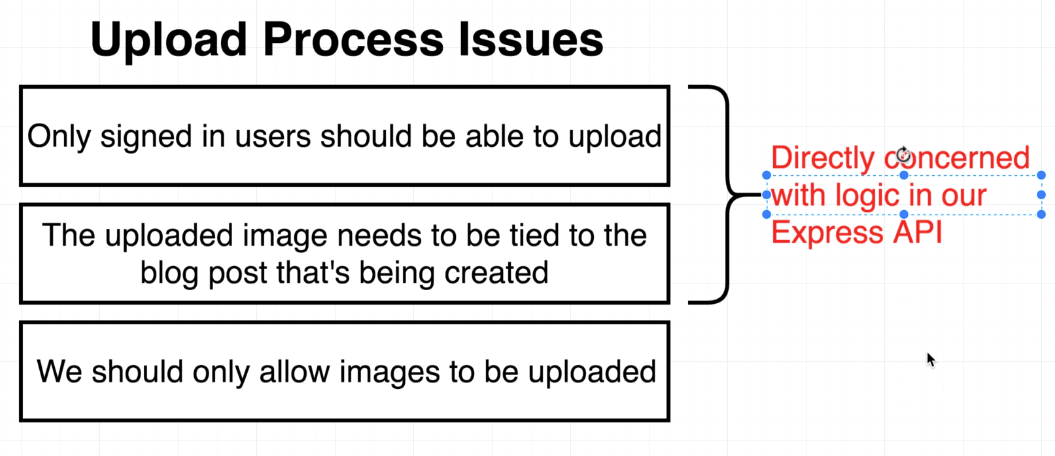 Upload Process Issues
Only signed in users should be able to upload
The uploaded image needs to be tied to the
blog post that's being created
We should only allow images to be uploaded
Directly concerned
with logic in our
Express API